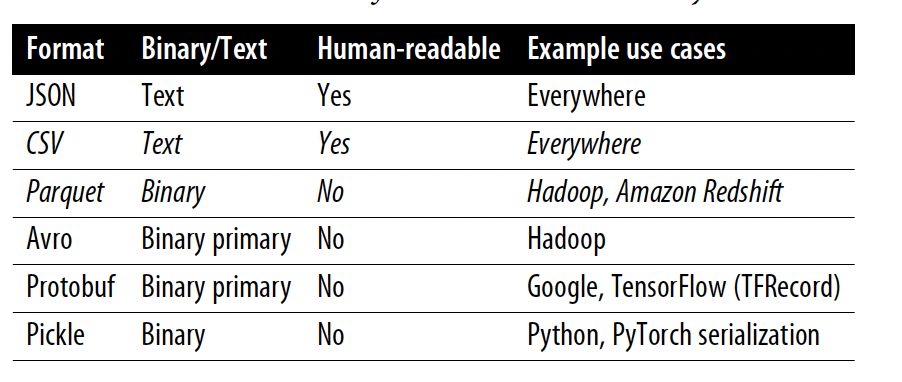 Format Binary/Text Human-readable Example use cases
JSON Text Yes Everywhere
CSV Text Yes Everywhere
Parquet Binary No Hadoop, Amazon Redshift
Avro Binary primary No Hadoop
Protobuf Binary primary No Google, TensorFlow (TFRecord)
Pickle Binary No Python, PyTorch serialization